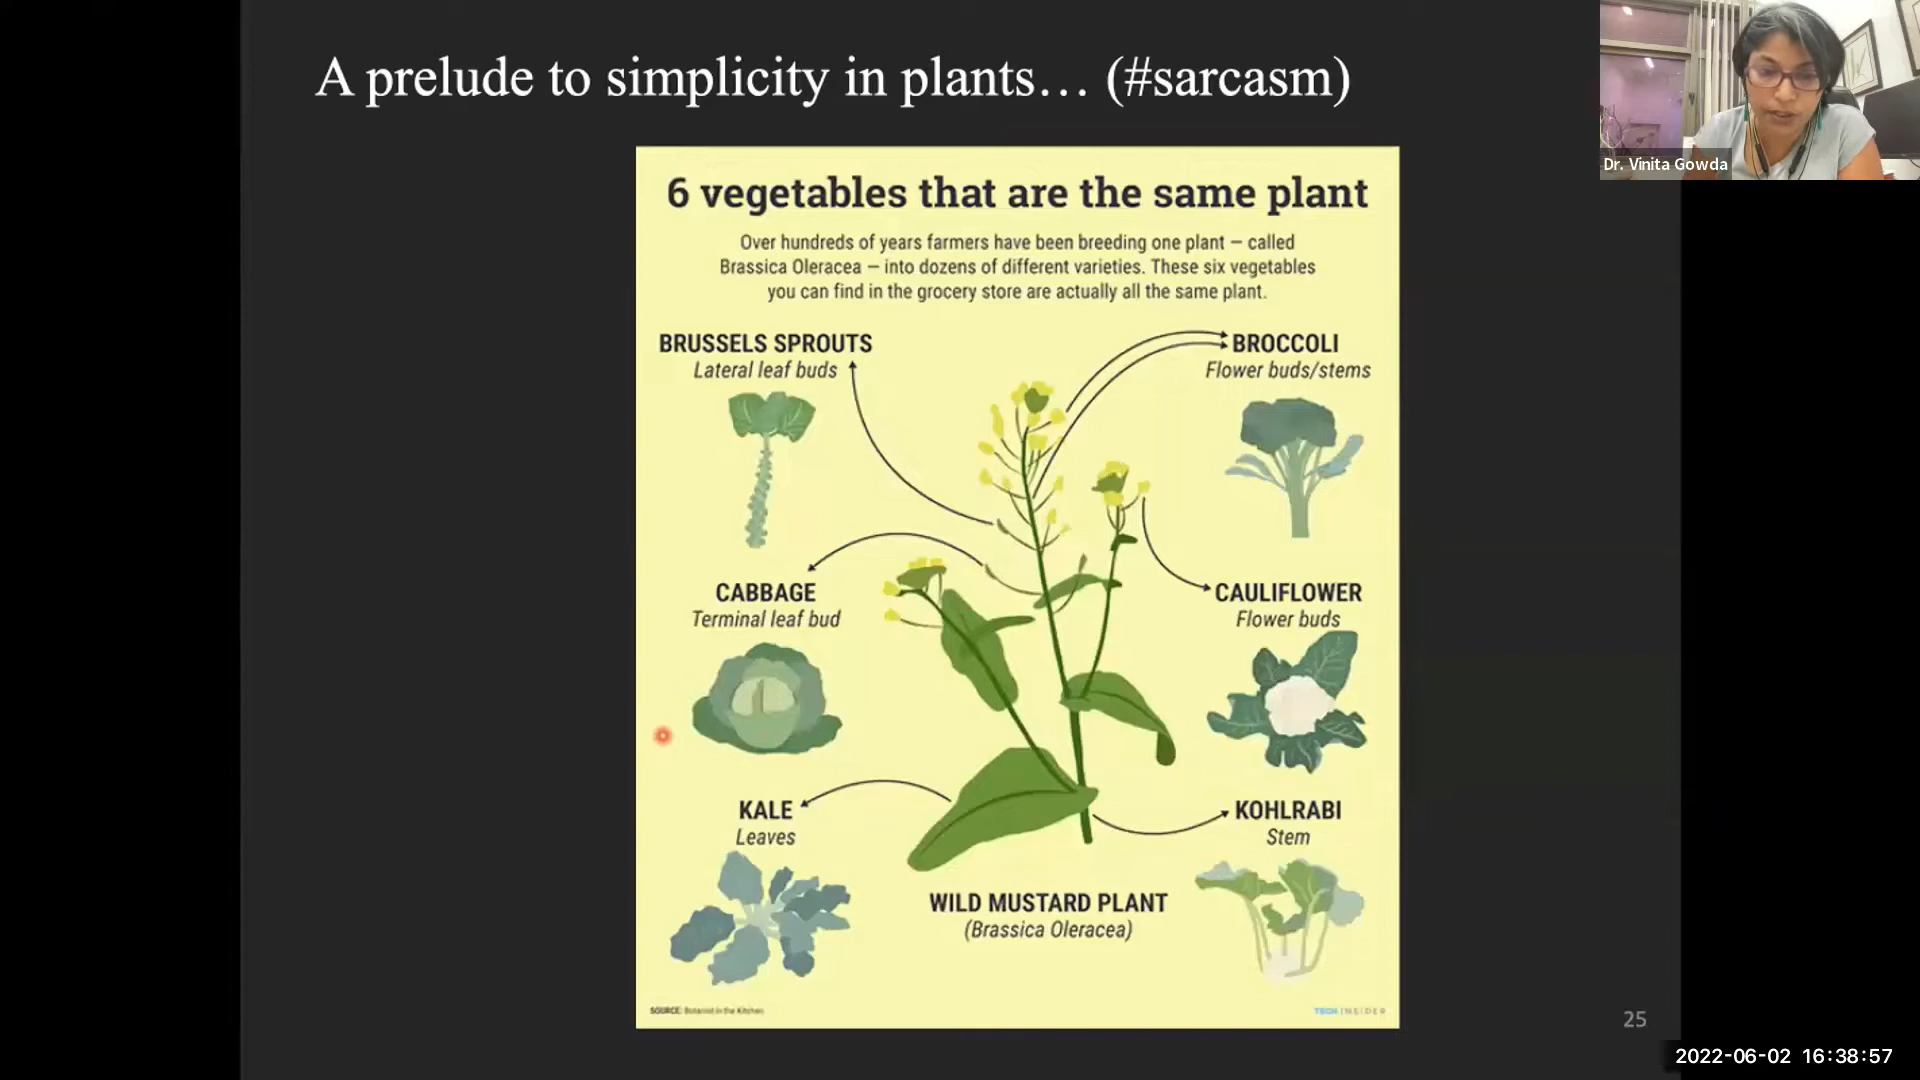 A prelude to simplicity in plants... (#sarcasm)
Dr. Vinita Gowda
6 vegetables that are the same plant
Over hundreds of years farmers have been breeding one plant — called
Brassica Oleracea — into dozens of different varieties. These six vegetables
you can find in the grocery store are actually all the same plant.
BRUSSELS SPROUTS
Lateral leaf buds
BROCCOLI
Flower buds/stems
CABBAGE
Terminal leaf bud
CAULIFLOWER
Flower buds
KALE
Leaves
KOHLRABI
Stem
WILD MUSTARD PLANT
(Brassica Oleracea)
SOURCE: Botanist in the Kitchen
TECH INSIDER
25
2022-06-02 16:38:57